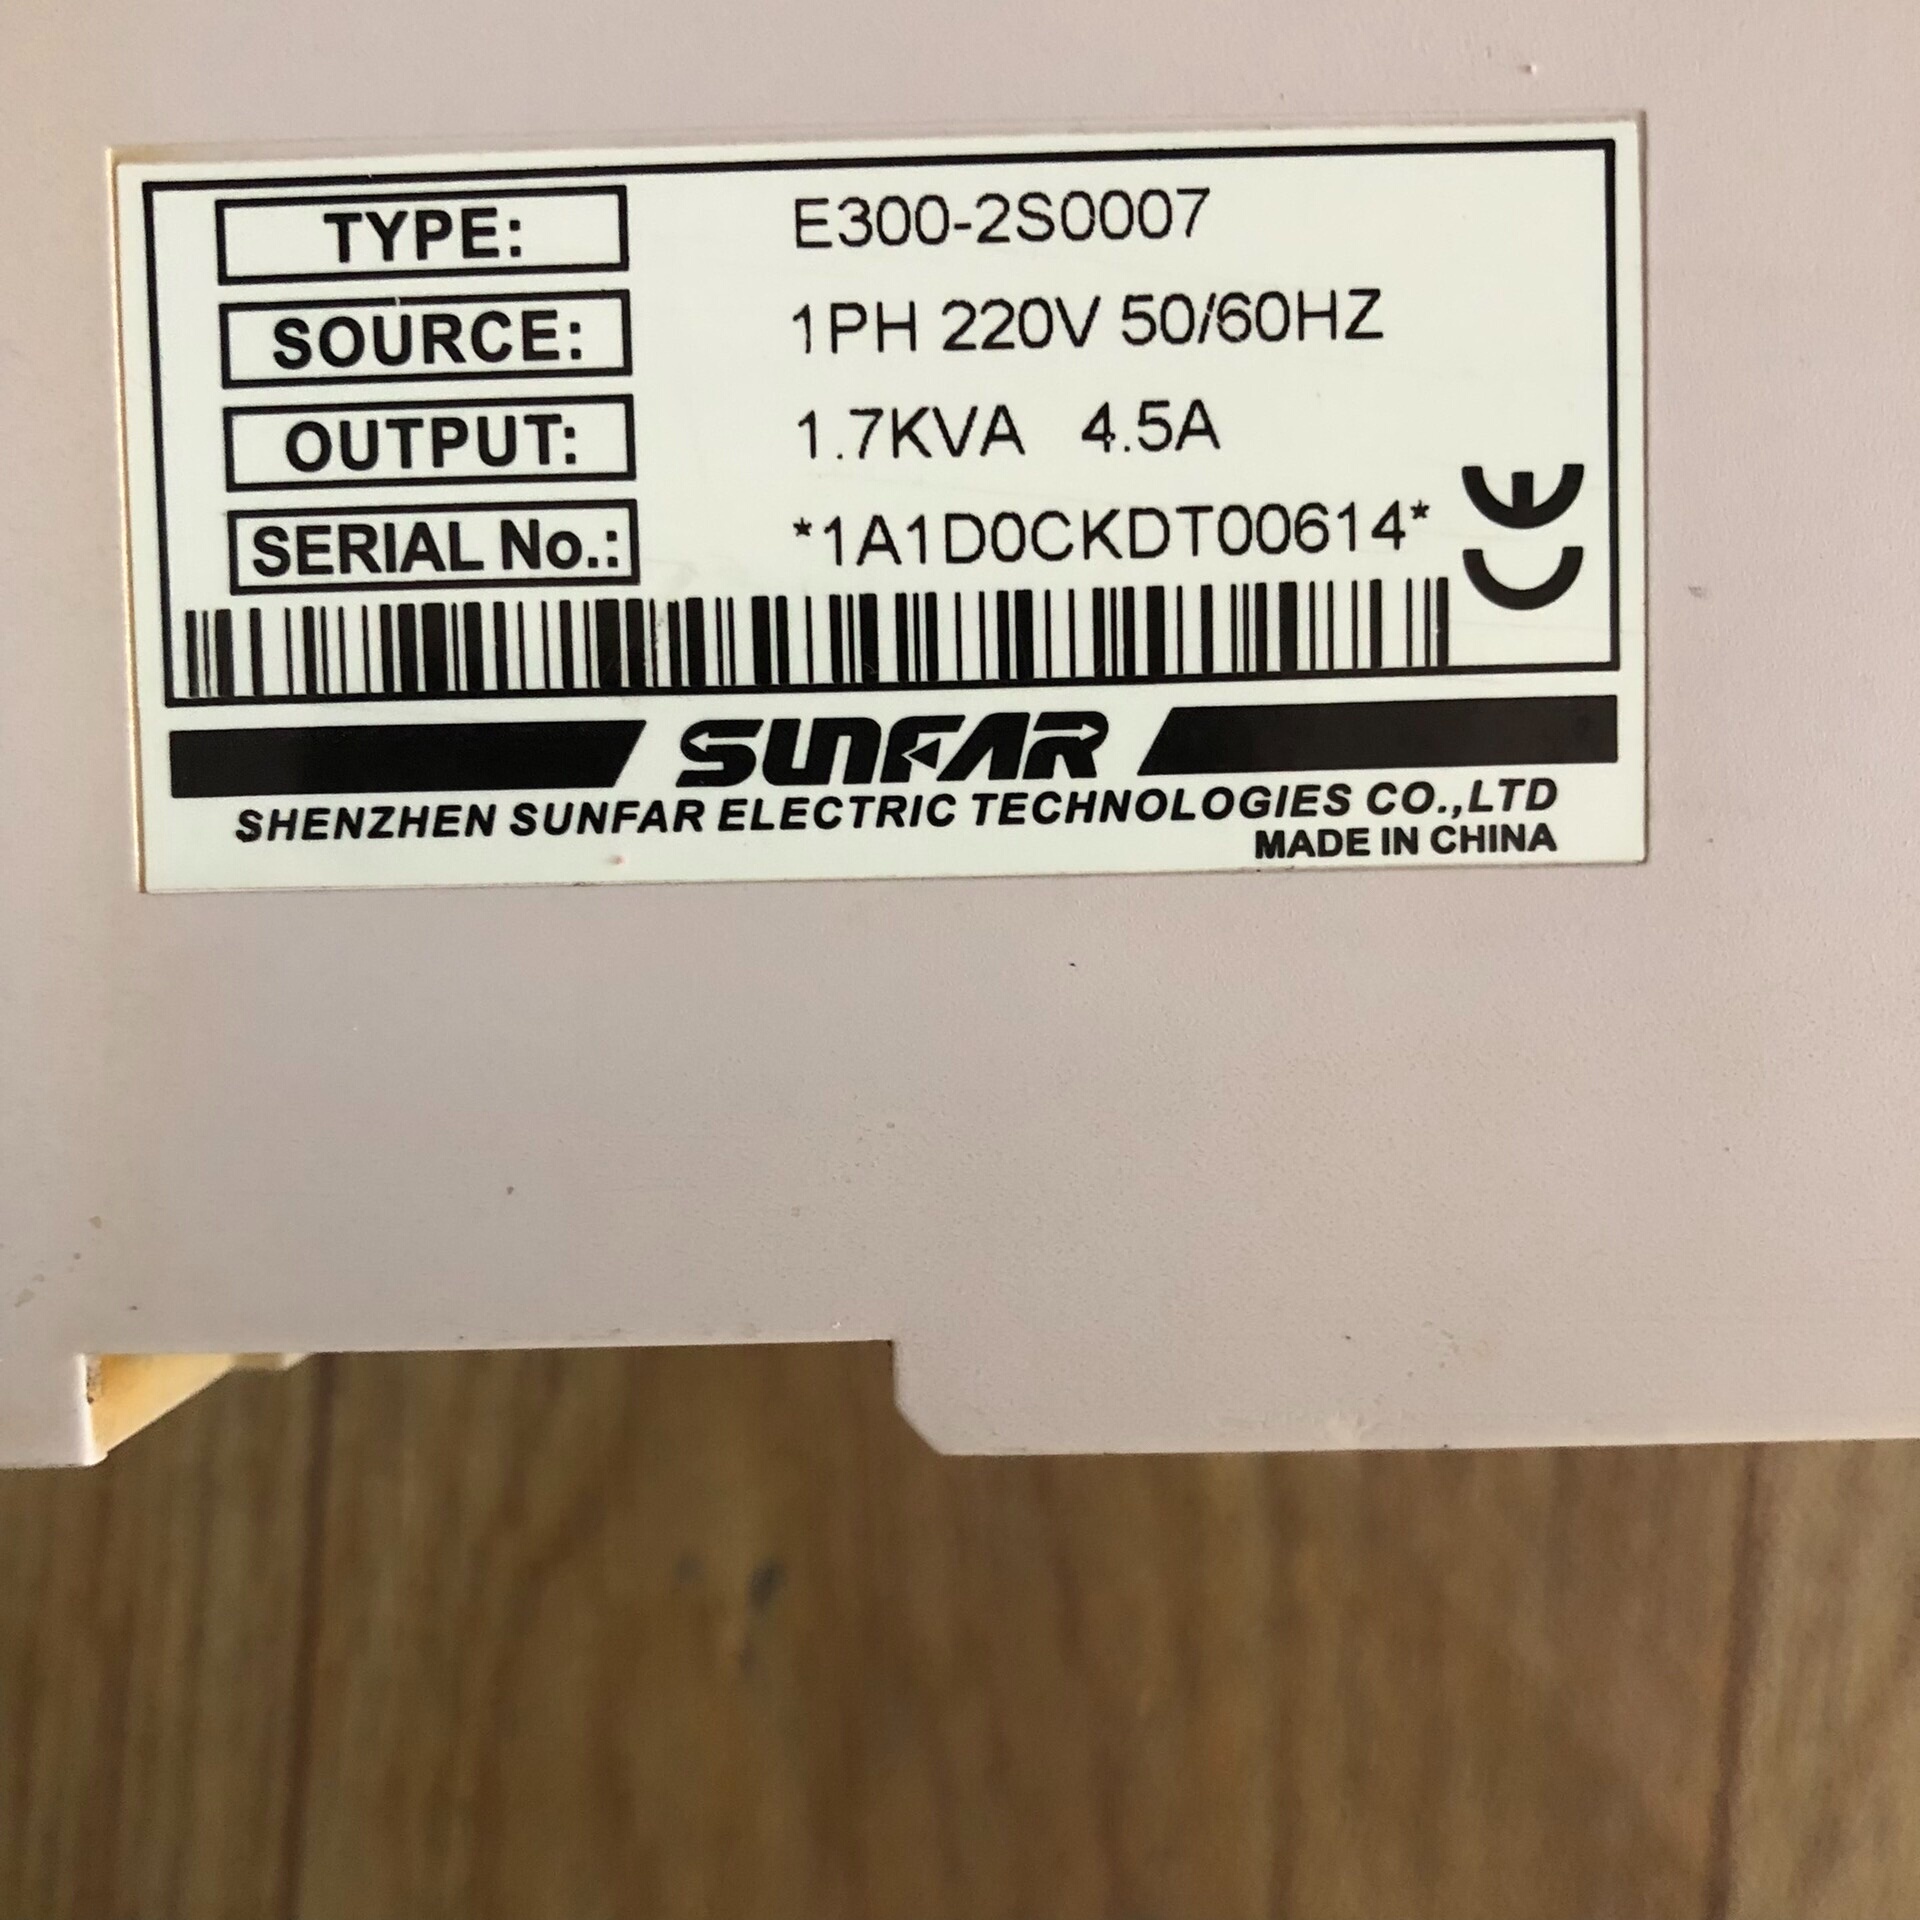 TYPE: E300-2S0007
SOURCE: 1PH 220V 50/60HZ
OUTPUT: 1.7KVA 4.5A
SERIAL No.: *1A1D0CKDT00614*
CE
SUNFAR
SHENZHEN SUNFAR ELECTRIC TECHNOLOGIES CO.,LTD
MADE IN CHINA